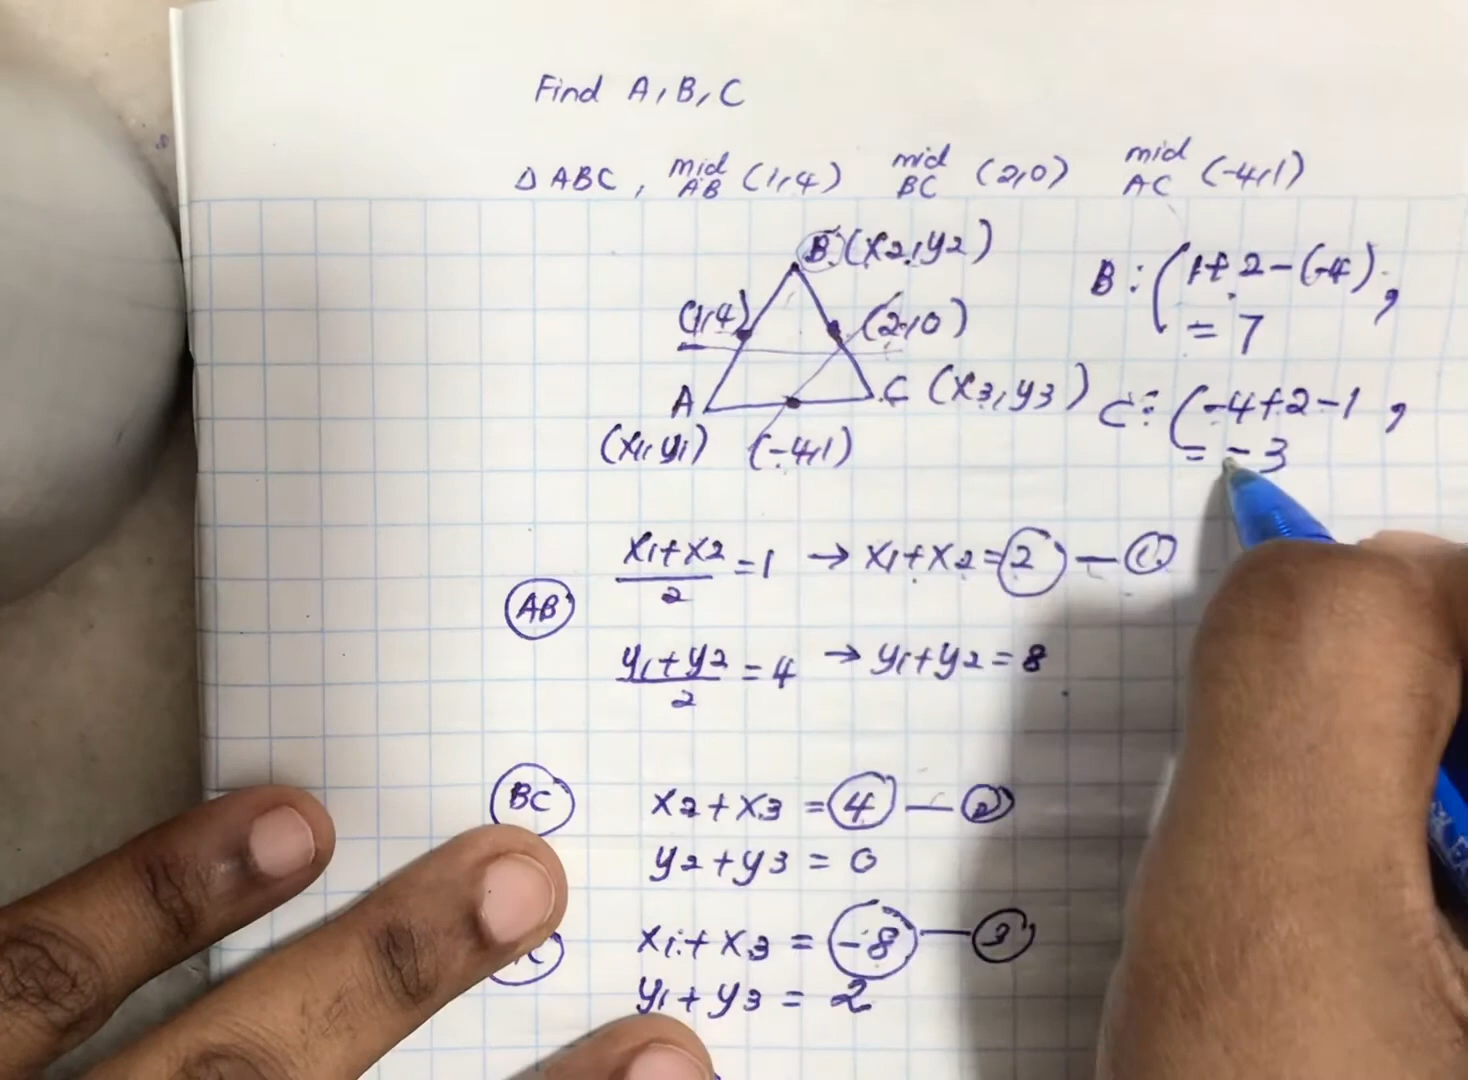 Find A, B, C
Δ ABC, mid AB (1,4) mid BC (2,0) mid AC (-4,1)
B (x2, y2)
(1,4)
(2,0)
A
C (x3, y3)
(x1, y1)
(-4,1)
B : (1+2-(-4),
= 7
C : (-4+2-1,
= -3
AB
x1+x2/2 = 1 → x1+x2 = 2 — 1
y1+y2/2 = 4 → y1+y2 = 8
BC
x2+x3 = 4 — 2
y2+y3 = 0
x1+x3 = -8 — 3
y1+y3 = 2